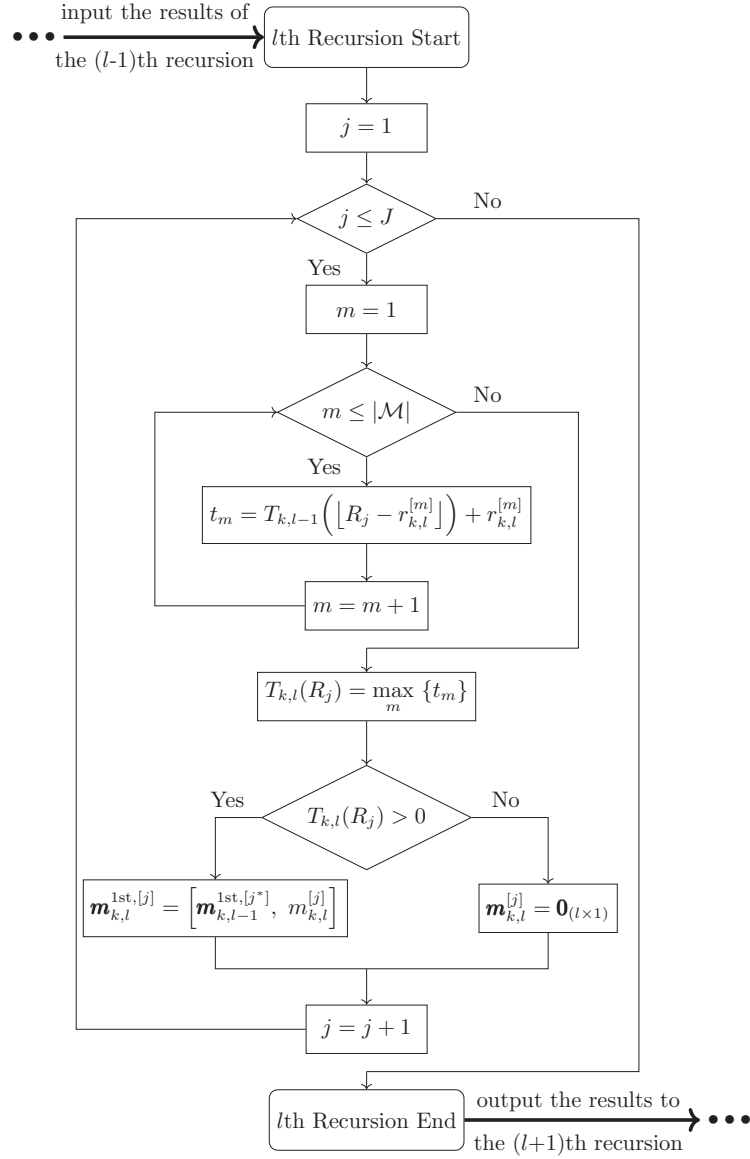 input the results of
the (l-1)th recursion
lth Recursion Start
j = 1
j ≤ J
No
Yes
m = 1
m ≤ |ℳ|
No
Yes
t_m = T_{k,l−1}(⌊R_j − r_{k,l}^{[m]}⌋) + r_{k,l}^{[m]}
m = m + 1
T_{k,l}(R_j) = max_m {t_m}
Yes
T_{k,l}(R_j) > 0
No
m_{k,l}^{1st,[j]} = [m_{k,l−1}^{1st,[j*]}, m_{k,l}^{[j]}]
m_{k,l}^{[j]} = 0_{(l×1)}
j = j + 1
lth Recursion End
output the results to
the (l+1)th recursion